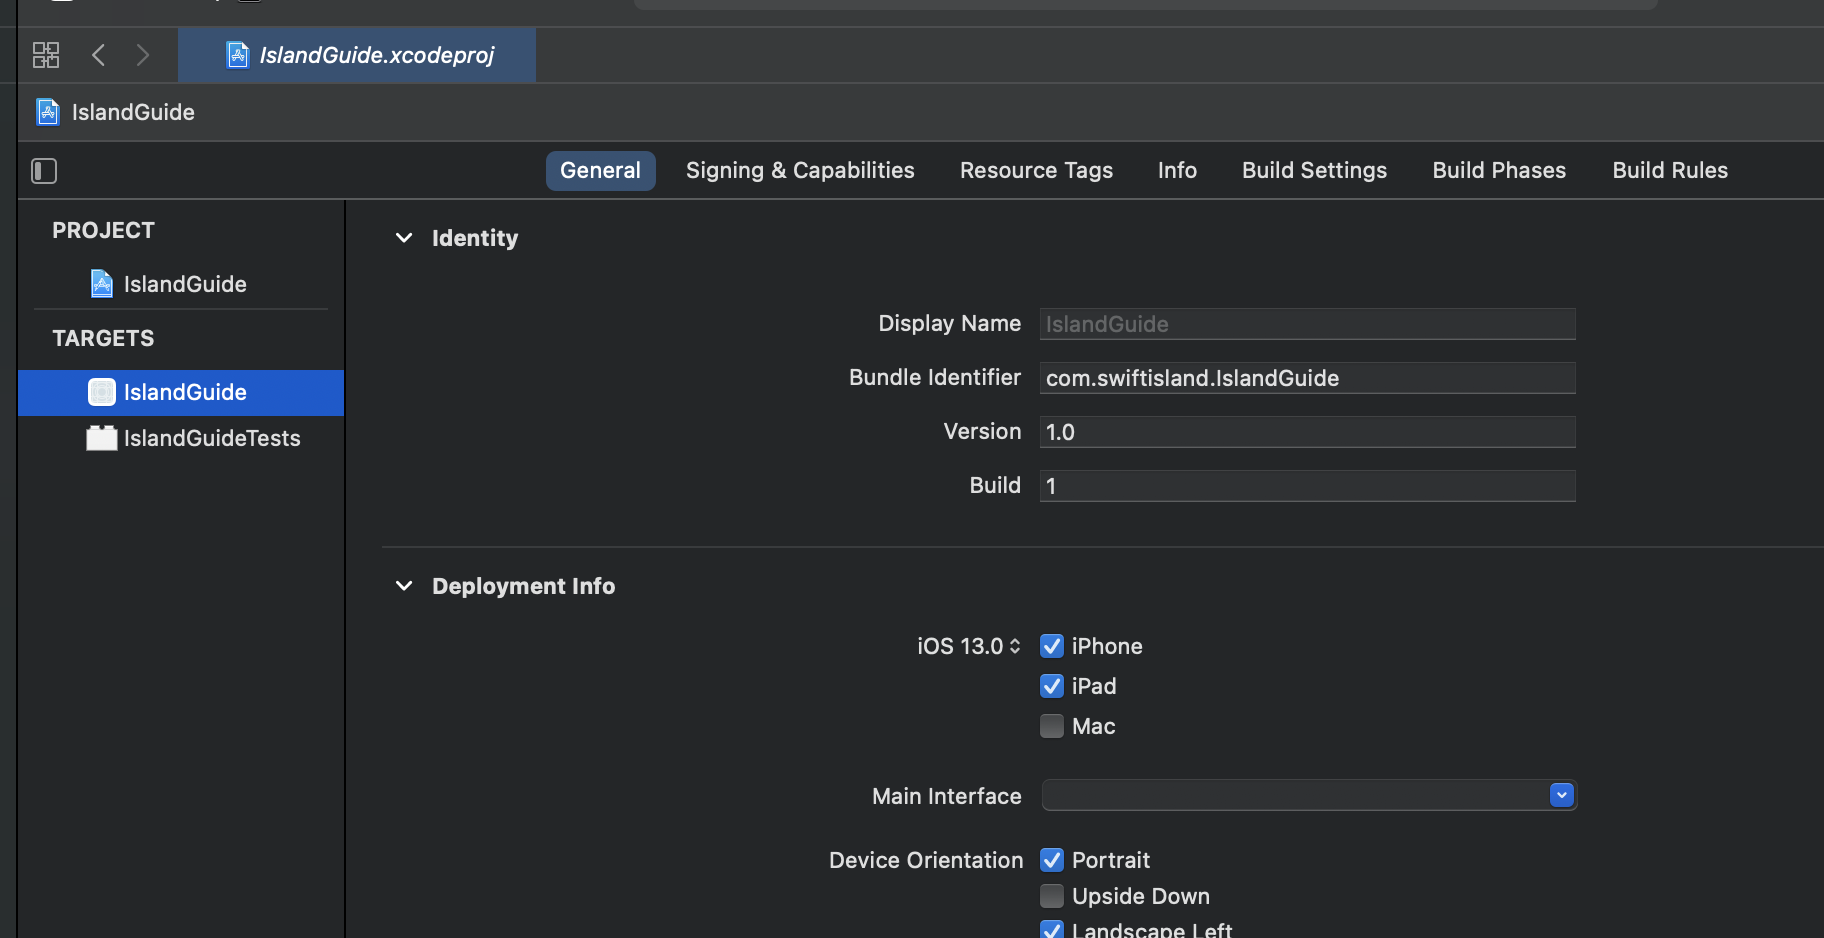 IslandGuide.xcodeproj
IslandGuide
General Signing & Capabilities Resource Tags Info Build Settings Build Phases Build Rules
PROJECT
IslandGuide
TARGETS
IslandGuide
IslandGuideTests
Identity
Display Name IslandGuide
Bundle Identifier com.swiftisland.IslandGuide
Version 1.0
Build 1
Deployment Info
iOS 13.0 iPhone
iPad
Mac
Main Interface
Device Orientation Portrait
Upside Down
Landscape Left